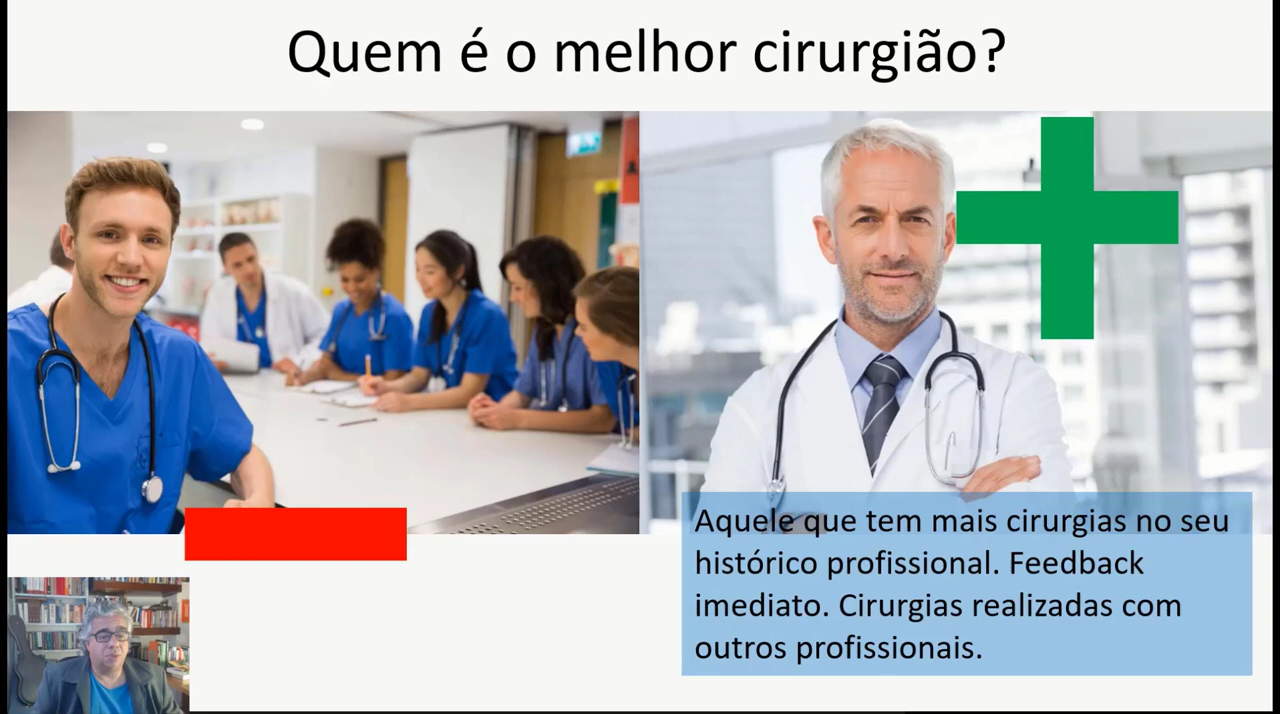 Quem é o melhor cirurgião?
Aquele que tem mais cirurgias no seu
histórico profissional. Feedback
imediato. Cirurgias realizadas com
outros profissionais.